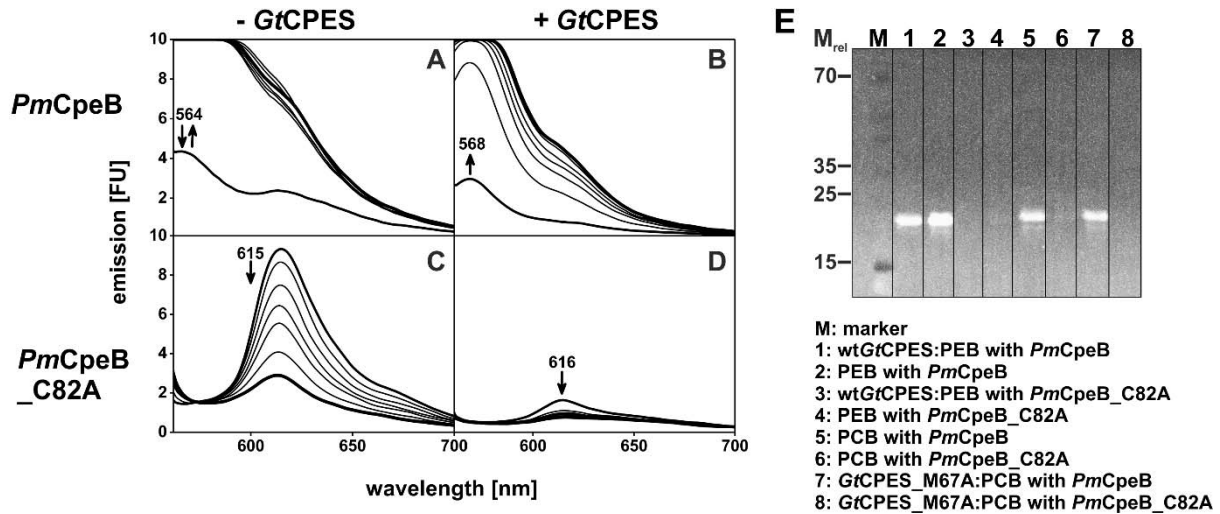 - GtCPES
+ GtCPES
E
PmCpeB
PmCpeB
_C82A
emission [FU]
10
8
6
4
2
10
8
6
4
2
0
A
564
B
568
C
615
D
616
600
650
700
600
650
700
wavelength [nm]
Mrel M 1 2 3 4 5 6 7 8
70
35
25
15
M: marker
1: wtGtCPES:PEB with PmCpeB
2: PEB with PmCpeB
3: wtGtCPES:PEB with PmCpeB_C82A
4: PEB with PmCpeB_C82A
5: PCB with PmCpeB
6: PCB with PmCpeB_C82A
7: GtCPES_M67A:PCB with PmCpeB
8: GtCPES_M67A:PCB with PmCpeB_C82A